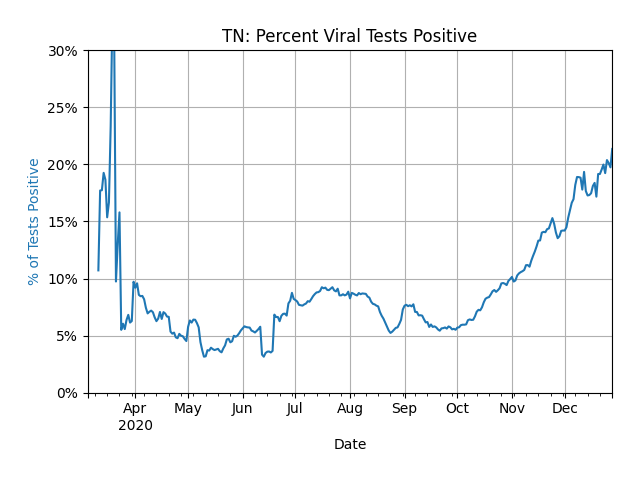 TN: Percent Viral Tests Positive
30%
25%
20%
15%
10%
5%
0%
% of Tests Positive
Apr May Jun Jul Aug Sep Oct Nov Dec
2020
Date